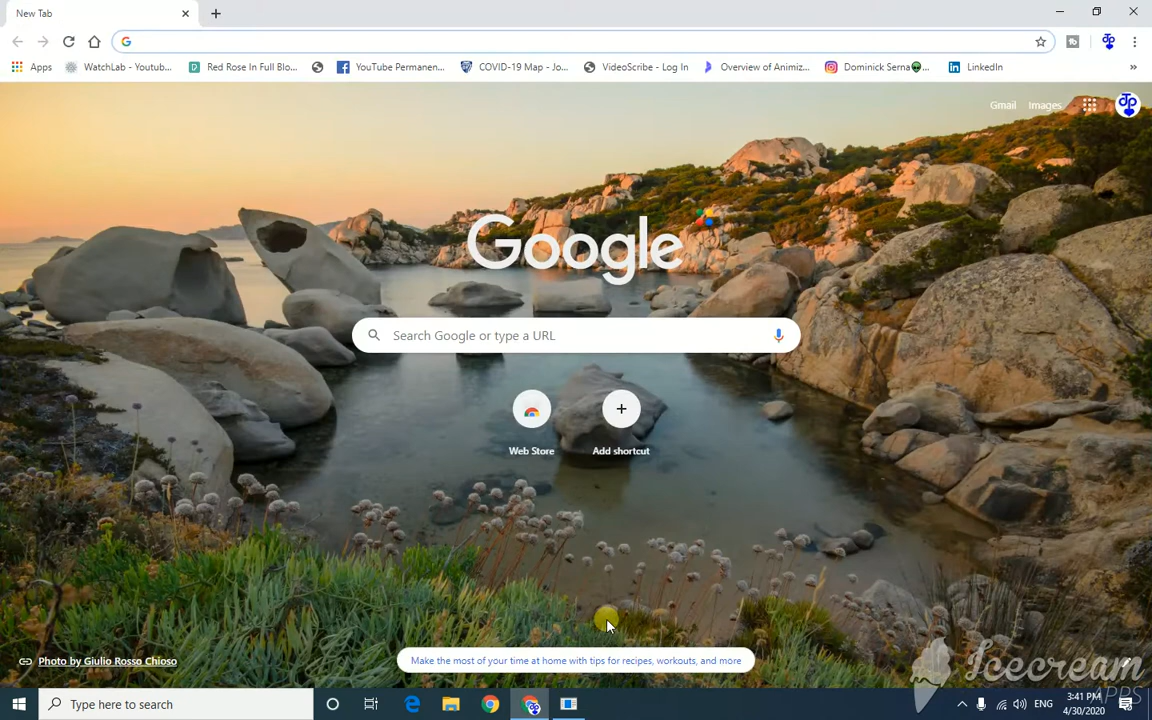 New Tab
Apps
WatchLab - Youtub...
Red Rose In Full Blo...
YouTube Permanen...
COVID-19 Map - Jo...
VideoScribe - Log In
Overview of Animiz...
Dominick Serna👽...
LinkedIn
»
Gmail
Images
Google
Search Google or type a URL
Web Store
Add shortcut
Photo by Giulio Rosso Chioso
Make the most of your time at home with tips for recipes, workouts, and more
Icecream
APPS
Type here to search
ENG
3:41 PM
4/30/2020